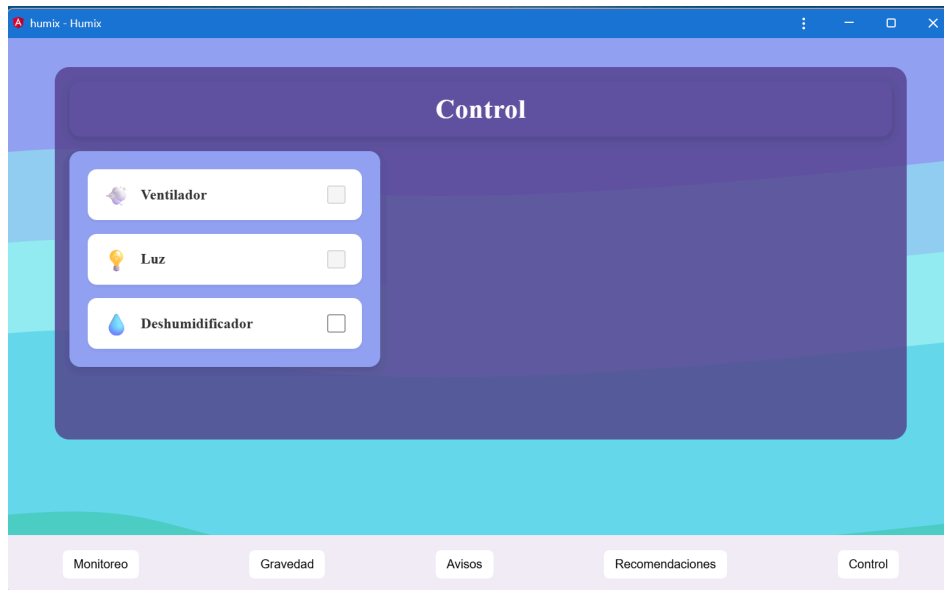 humix - Humix
Control
Ventilador
Luz
Deshumidificador
Monitoreo
Gravedad
Avisos
Recomendaciones
Control